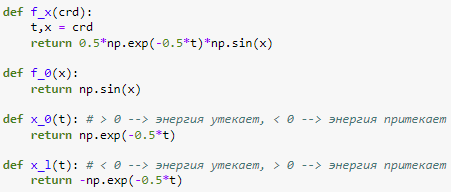 def f_x(crd):
t,x = crd
return 0.5*np.exp(-0.5*t)*np.sin(x)
def f_0(x):
return np.sin(x)
def x_0(t): # > 0 --> энергия утекает, < 0 --> энергия притекает
return np.exp(-0.5*t)
def x_l(t): # < 0 --> энергия утекает, > 0 --> энергия притекает
return -np.exp(-0.5*t)